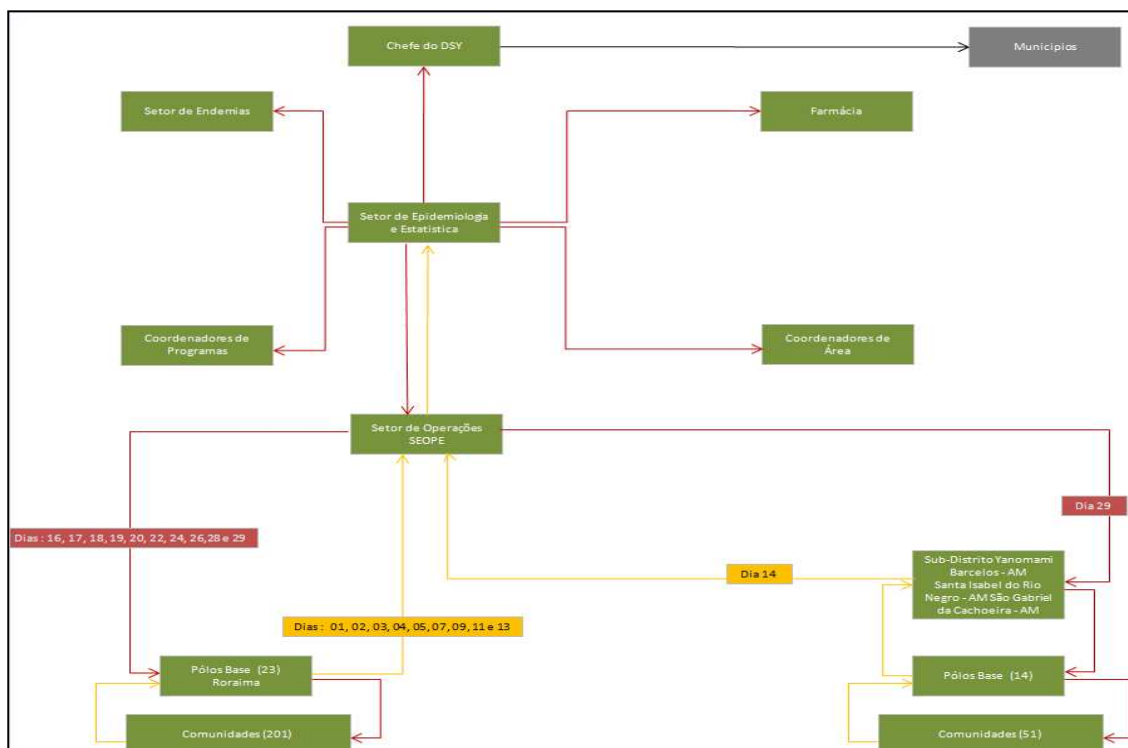 Chefe do DSY
Municipios
Setor de Endemias
Farmácia
Setor de Epidemiologia
e Estatística
Coordenadores de
Programas
Coordenadores de
Área
Setor de Operações
SEOPE
Dias : 16, 17, 18, 19, 20, 22, 24, 26,28 e 29
Dia 29
Sub-Distrito Yanomami
Barcelos - AM
Santa Isabel do Rio
Negro - AM São Gabriel
da Cachoeira - AM
Dia 14
Dias : 01, 02, 03, 04, 05, 07, 09, 11 e 13
Pólos Base (23)
Roraima
Pólos Base (14)
Comunidades (201)
Comunidades (51)